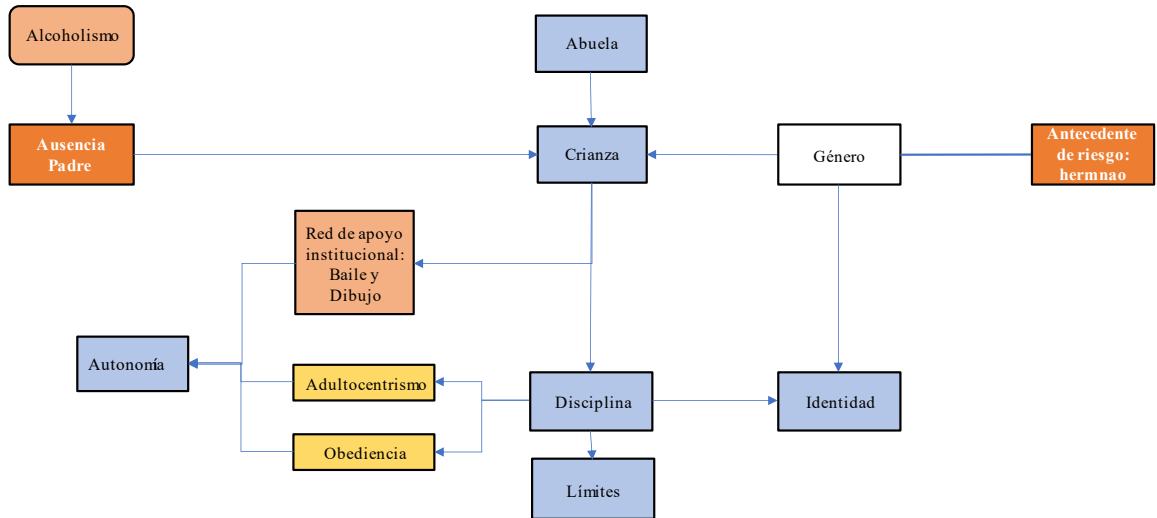 Alcoholismo
Abuela
Ausencia
Padre
Crianza
Género
Antecedente
de riesgo:
hermnao
Red de apoyo
institucional:
Baile y
Dibujo
Autonomía
Adultocentrismo
Disciplina
Identidad
Obediencia
Límites